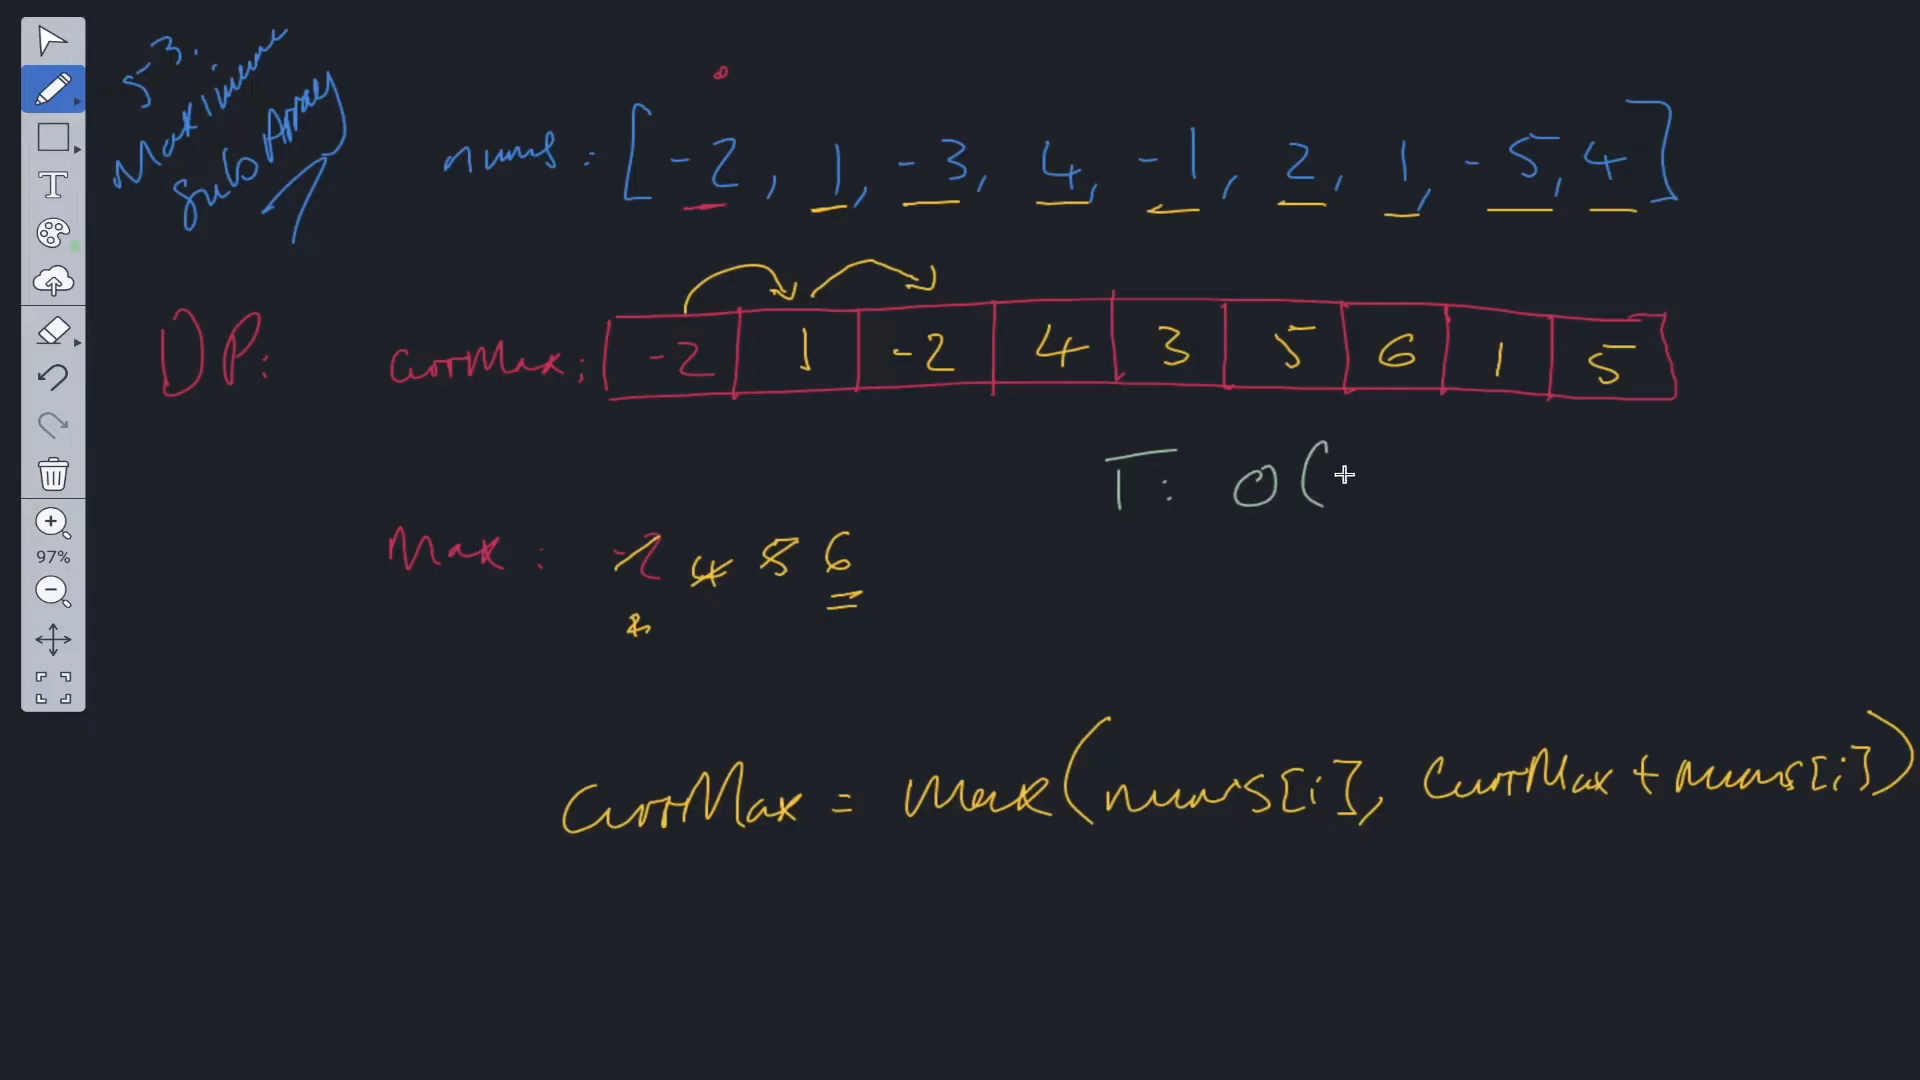 53.
Maximum
SubArray
nums: [-2, 1, -3, 4, -1, 2, 1, -5, 4]
DP: currMax: -2 1 -2 4 3 5 6 1 5
T: O(
Max: -2 4 5 6
currMax = max(nums[i], currMax + nums[i])
T
97%